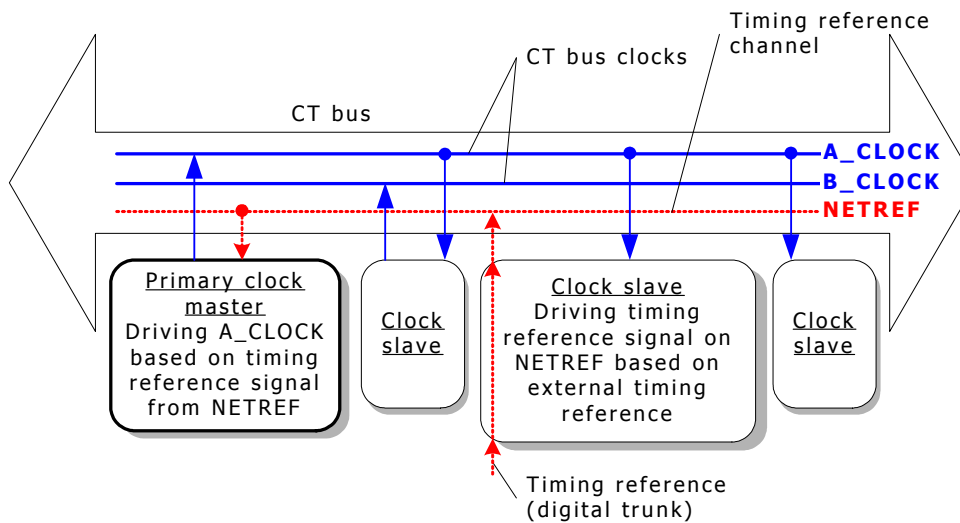 Timing reference
channel
CT bus clocks
CT bus
A_CLOCK
B_CLOCK
NETREF
Primary clock
master
Driving A_CLOCK
based on timing
reference signal
from NETREF
Clock
slave
Clock slave
Driving timing
reference signal on
NETREF based on
external timing
reference
Clock
slave
Timing reference
(digital trunk)